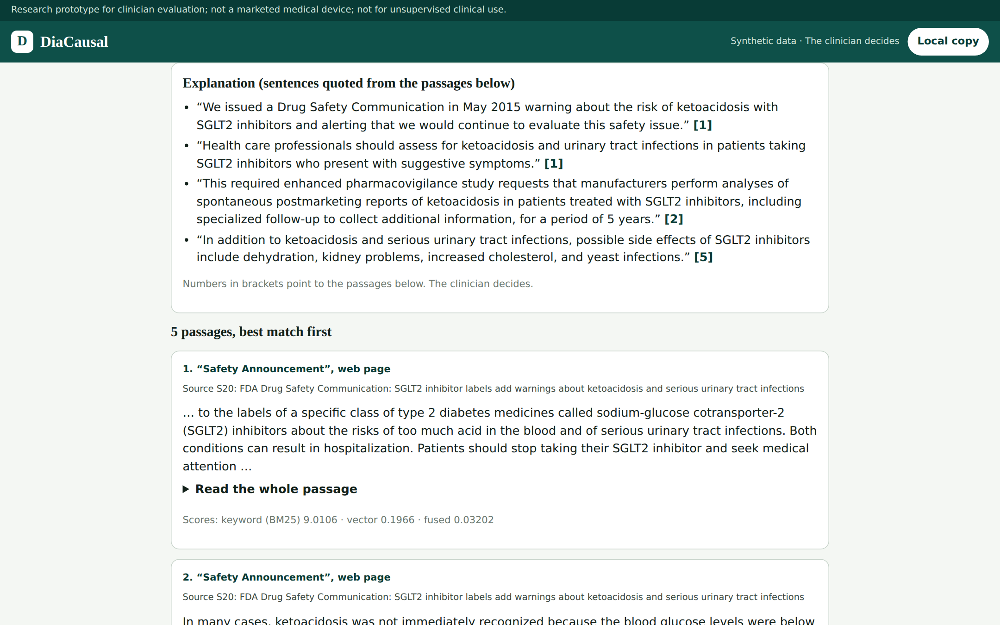 Research prototype for clinician evaluation; not a marketed medical device; not for unsupervised clinical use.
D DiaCausal
Synthetic data · The clinician decides
Local copy
Explanation (sentences quoted from the passages below)
• “We issued a Drug Safety Communication in May 2015 warning about the risk of ketoacidosis with
SGLT2 inhibitors and alerting that we would continue to evaluate this safety issue.” [1]
• “Health care professionals should assess for ketoacidosis and urinary tract infections in patients taking
SGLT2 inhibitors who present with suggestive symptoms.” [1]
• “This required enhanced pharmacovigilance study requests that manufacturers perform analyses of
spontaneous postmarketing reports of ketoacidosis in patients treated with SGLT2 inhibitors, including
specialized follow-up to collect additional information, for a period of 5 years.” [2]
• “In addition to ketoacidosis and serious urinary tract infections, possible side effects of SGLT2 inhibitors
include dehydration, kidney problems, increased cholesterol, and yeast infections.” [5]
Numbers in brackets point to the passages below. The clinician decides.
5 passages, best match first
1. “Safety Announcement”, web page
Source S20: FDA Drug Safety Communication: SGLT2 inhibitor labels add warnings about ketoacidosis and serious urinary tract infections
… to the labels of a specific class of type 2 diabetes medicines called sodium-glucose cotransporter-2
(SGLT2) inhibitors about the risks of too much acid in the blood and of serious urinary tract infections. Both
conditions can result in hospitalization. Patients should stop taking their SGLT2 inhibitor and seek medical
attention …
▶ Read the whole passage
Scores: keyword (BM25) 9.0106 · vector 0.1966 · fused 0.03202
2. “Safety Announcement”, web page
Source S20: FDA Drug Safety Communication: SGLT2 inhibitor labels add warnings about ketoacidosis and serious urinary tract infections
In many cases, ketoacidosis was not immediately recognized because the blood glucose levels were below